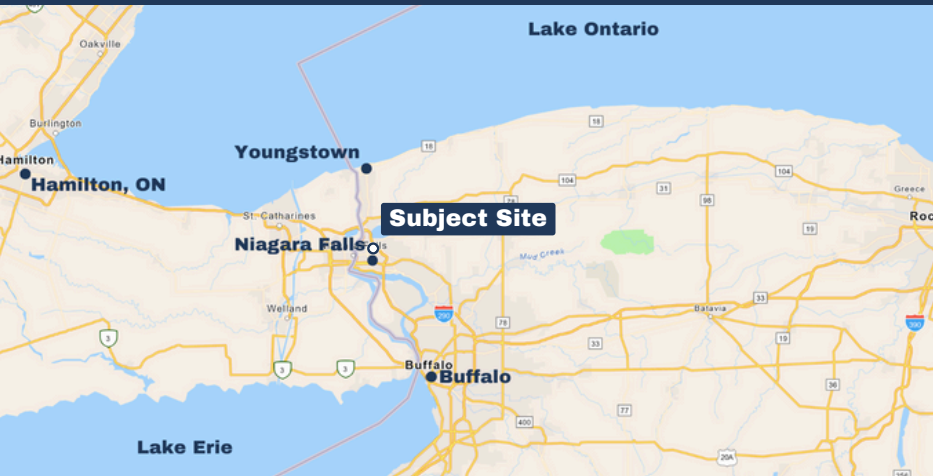 Lake Ontario
Oakville
Burlington
18
Youngstown
18
Hamilton
Hamilton, ON
104
104
31
98
Greece
St. Catharines
Subject Site
78
Roc
19
Niagara Falls
Mud Creek
Welland
290
33
Batavia
78
390
3
33
19
3
3
Buffalo
Buffalo
36
77
400
Lake Erie
20A